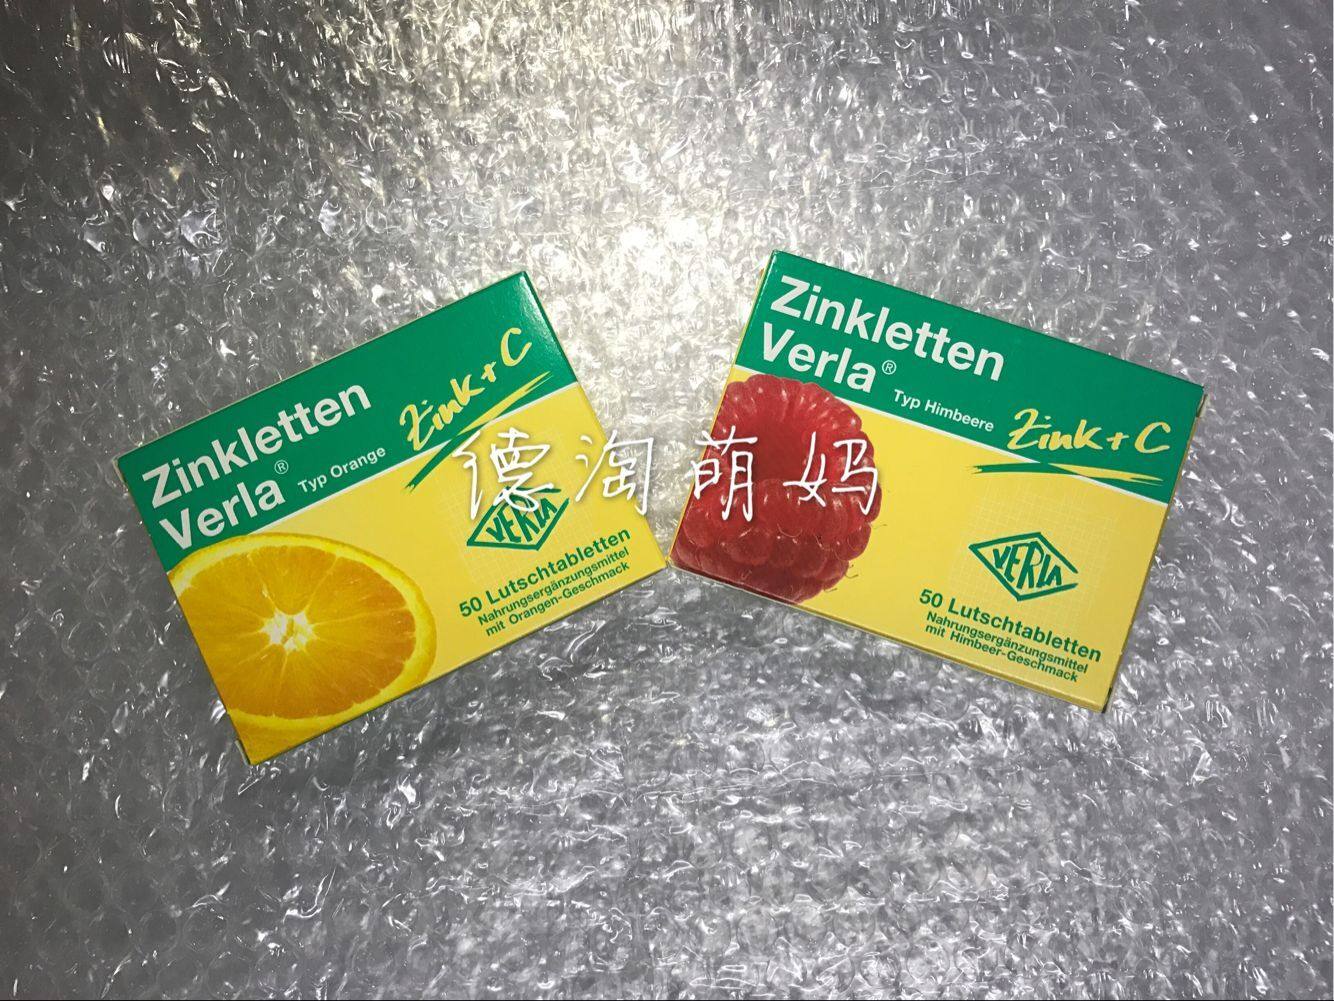 Zinkletten
Verla®
Typ Orange
Zink + C
VERLA
50 Lutschtabletten
Nahrungsergänzungsmittel
mit Orangen-Geschmack
Zinkletten
Verla®
Typ Himbeere
Zink + C
VERLA
50 Lutschtabletten
Nahrungsergänzungsmittel
mit Himbeer-Geschmack
德淘萌妈